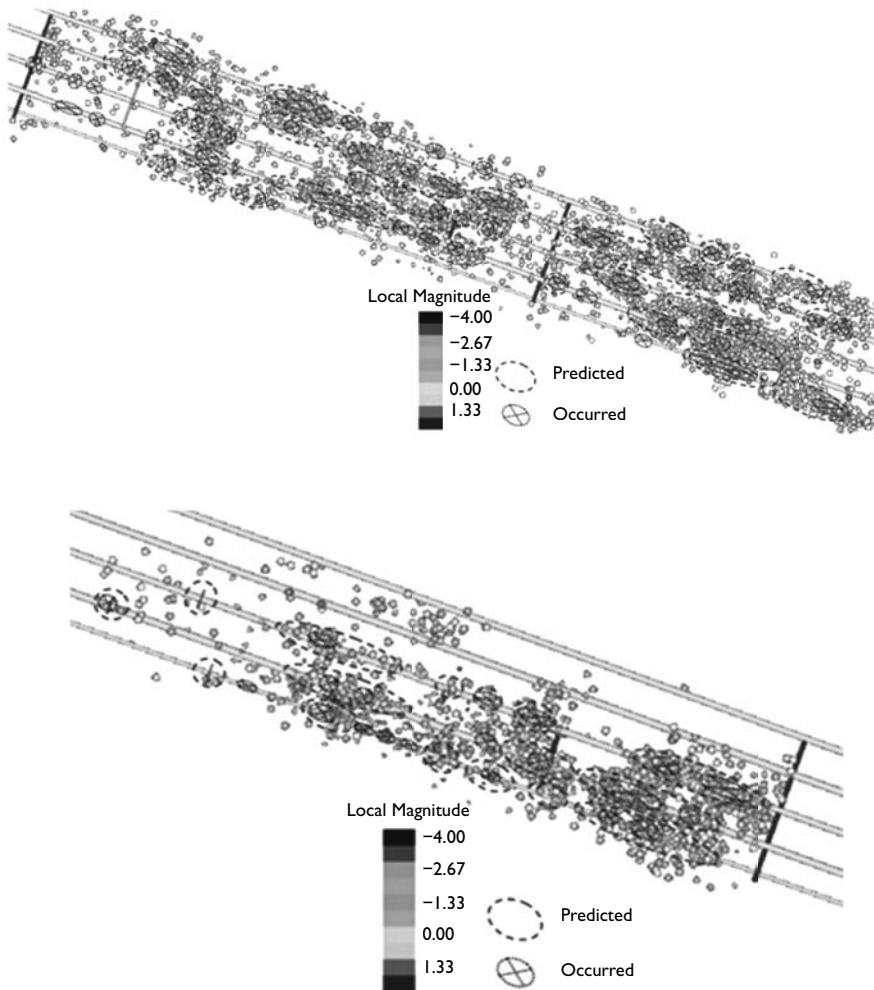 Local Magnitude
−4.00
−2.67
−1.33
0.00
1.33
Predicted
Occurred
Local Magnitude
−4.00
−2.67
−1.33
0.00
1.33
Predicted
Occurred